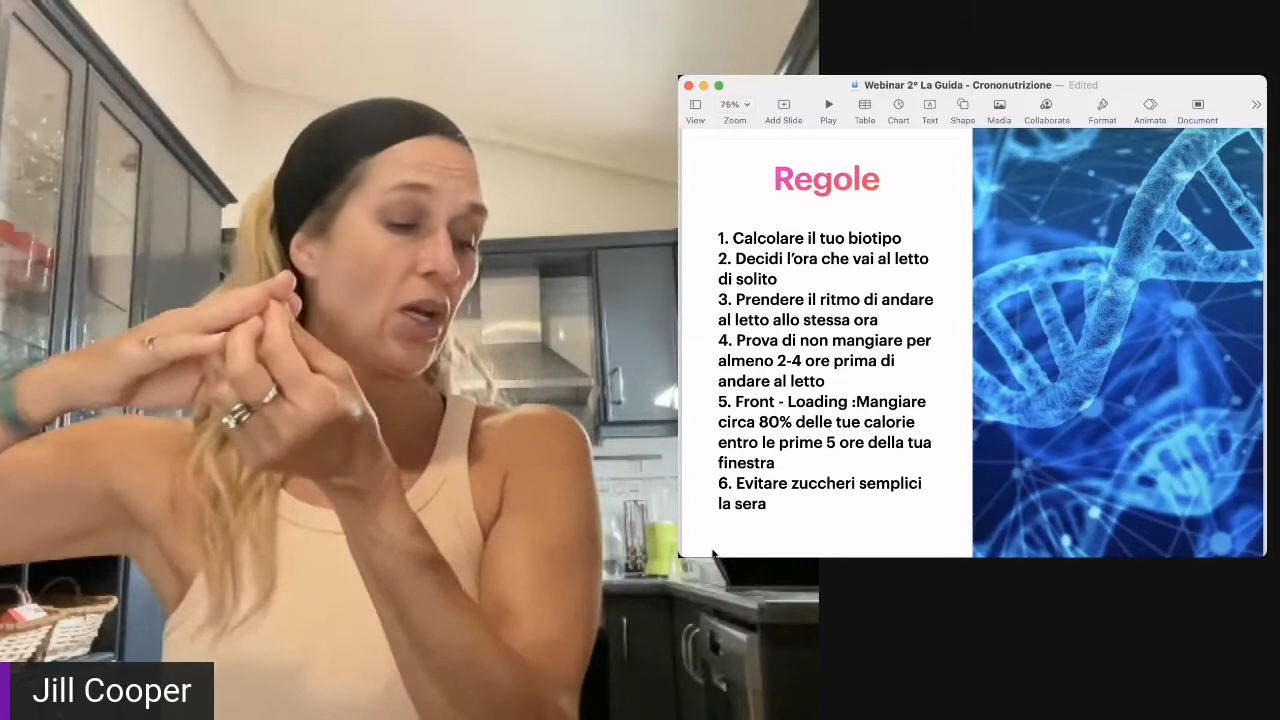 Webinar 2° La Guida - Crononutrizione — Edited
75%
View Zoom Add Slide Play Table Chart Text Shape Media Collaborate Format Animate Document
Regole
1. Calcolare il tuo biotipo
2. Decidi l'ora che vai al letto
di solito
3. Prendere il ritmo di andare
al letto allo stessa ora
4. Prova di non mangiare per
almeno 2-4 ore prima di
andare al letto
5. Front - Loading :Mangiare
circa 80% delle tue calorie
entro le prime 5 ore della tua
finestra
6. Evitare zuccheri semplici
la sera
Jill Cooper